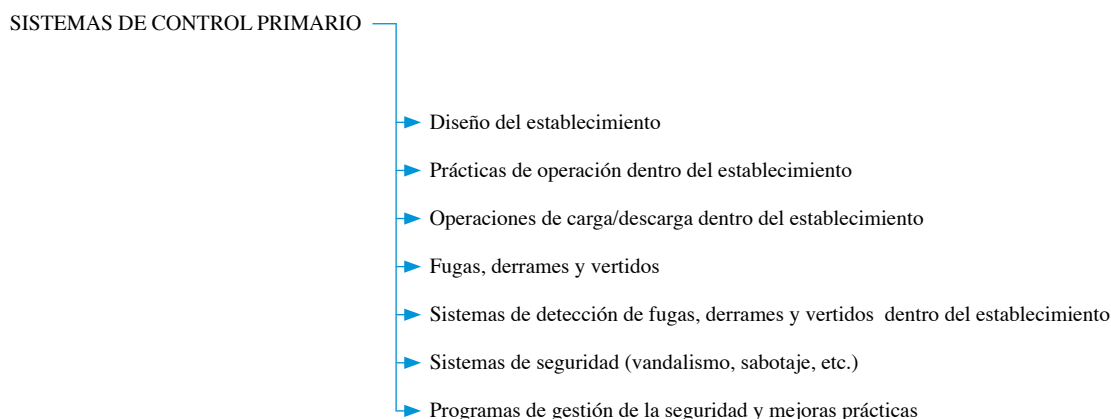 SISTEMAS DE CONTROL PRIMARIO
Diseño del establecimiento
Prácticas de operación dentro del establecimiento
Operaciones de carga/descarga dentro del establecimiento
Fugas, derrames y vertidos
Sistemas de detección de fugas, derrames y vertidos dentro del establecimiento
Sistemas de seguridad (vandalismo, sabotaje, etc.)
Programas de gestión de la seguridad y mejoras prácticas